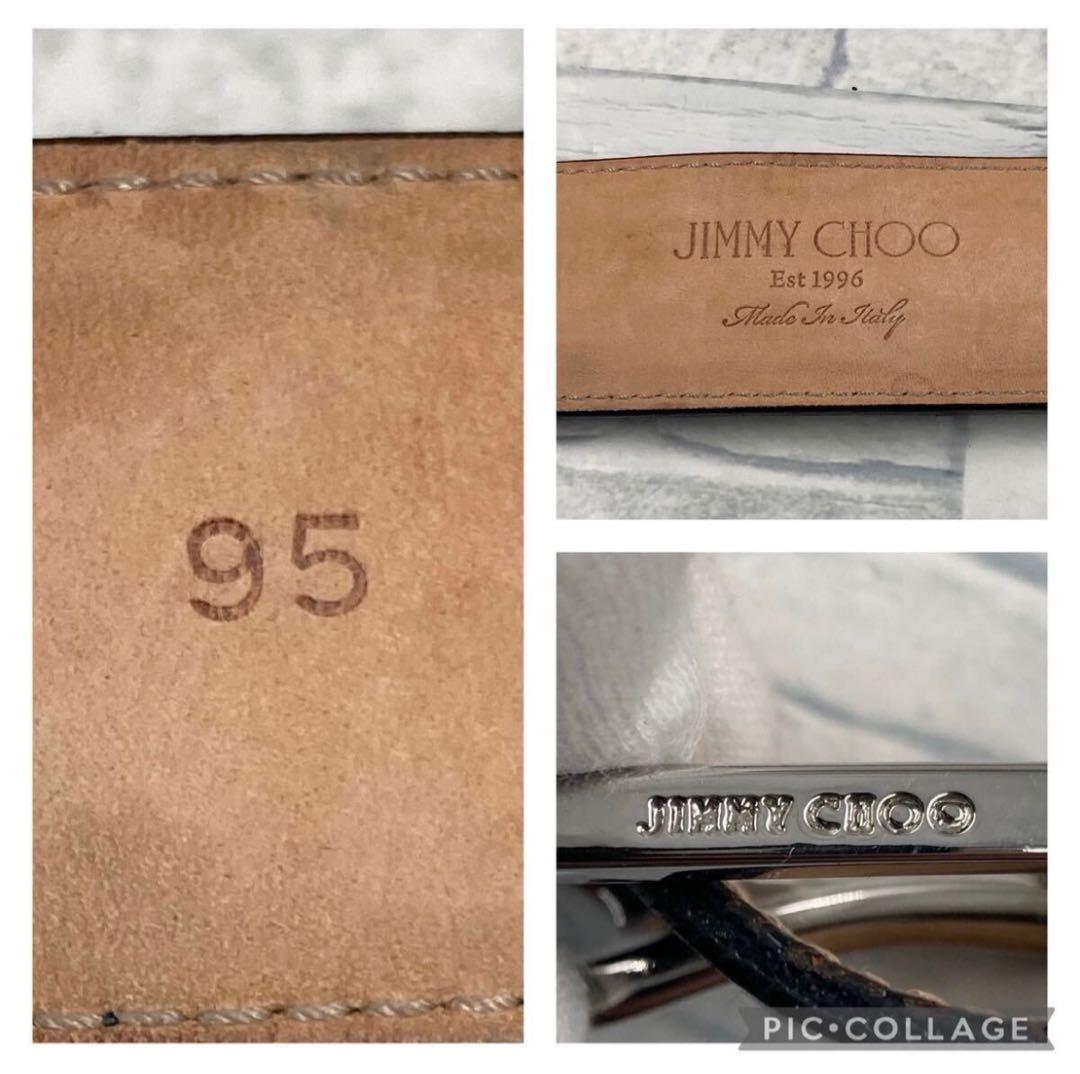 95
JIMMY CHOO
Est 1996
Made In Italy
JIMMY CHOO
PIC•COLLAGE